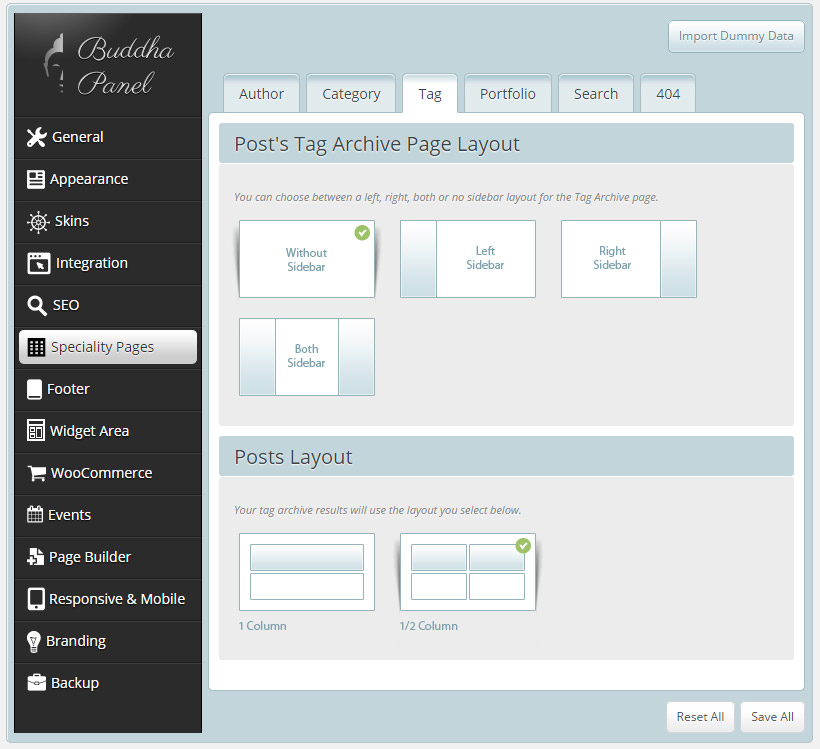 Buddha
Panel
Import Dummy Data
Author
Category
Tag
Portfolio
Search
404
General
Appearance
Skins
Integration
SEO
Speciality Pages
Footer
Widget Area
WooCommerce
Events
Page Builder
Responsive & Mobile
Branding
Backup
Post's Tag Archive Page Layout
You can choose between a left, right, both or no sidebar layout for the Tag Archive page.
Without
Sidebar
Left
Sidebar
Right
Sidebar
Both
Sidebar
Posts Layout
Your tag archive results will use the layout you select below.
1 Column
1/2 Column
Reset All
Save All